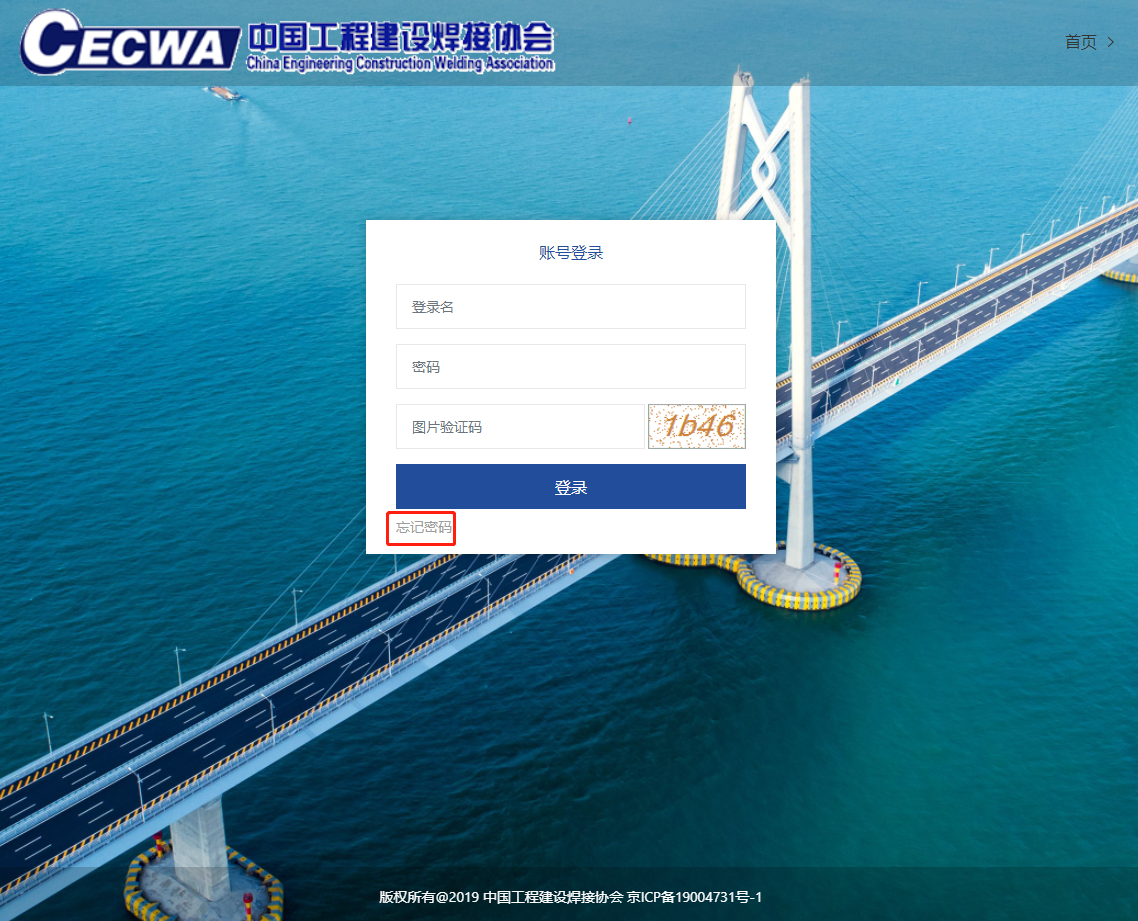 CECWA 中国工程建设焊接协会
China Engineering Construction Welding Association
首页 >
账号登录
登录名
密码
图片验证码 1b46
登录
忘记密码
版权所有@2019 中国工程建设焊接协会 京ICP备19004731号-1